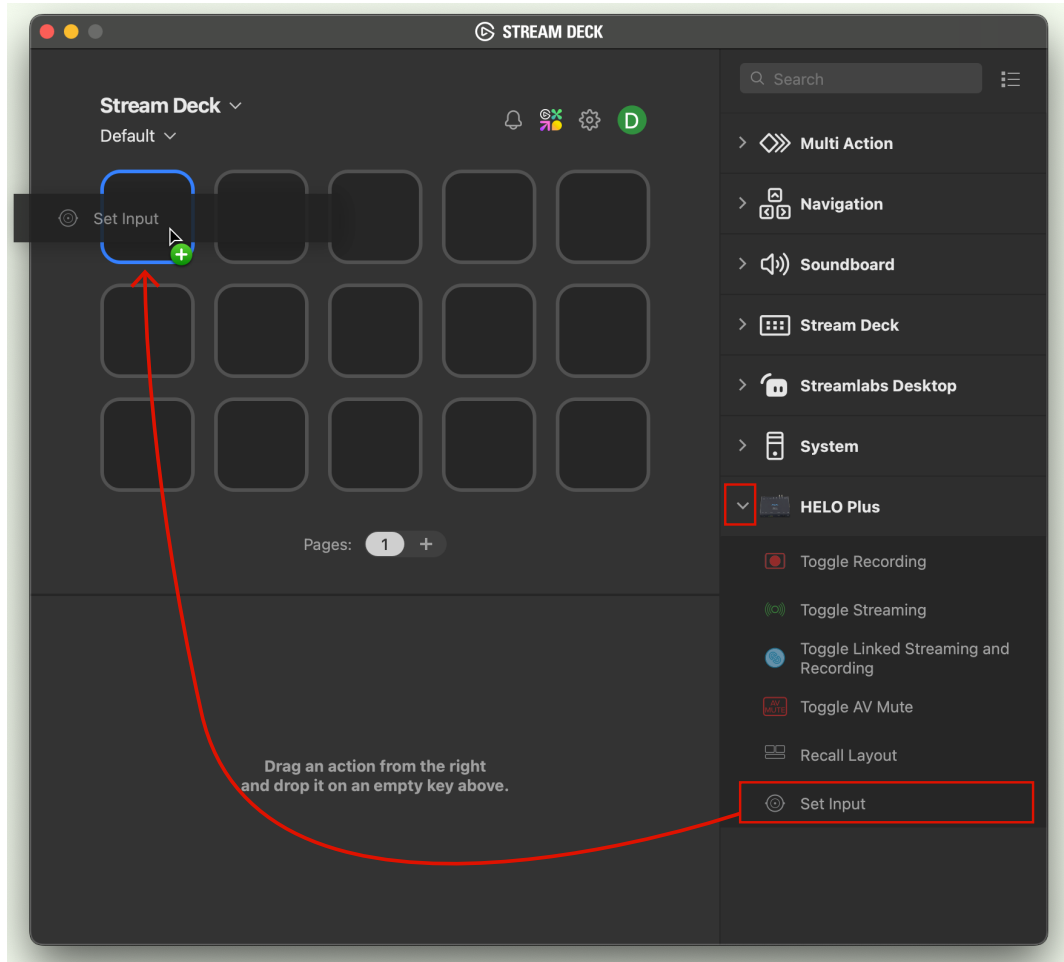 STREAM DECK
Stream Deck
Default
D
Set Input
Pages: 1 +
Drag an action from the right
and drop it on an empty key above.
Search
Multi Action
Navigation
Soundboard
Stream Deck
Streamlabs Desktop
System
HELO Plus
Toggle Recording
Toggle Streaming
Toggle Linked Streaming and
Recording
AV
MUTE
Toggle AV Mute
Recall Layout
Set Input